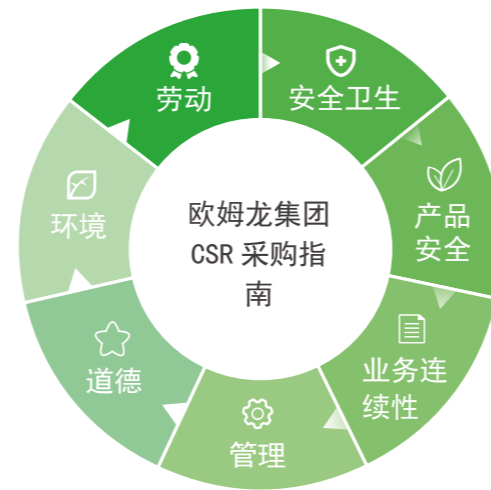 劳动
安全卫生
产品
安全
业务连
续性
管理
道德
环境
欧姆龙集团
CSR 采购指
南